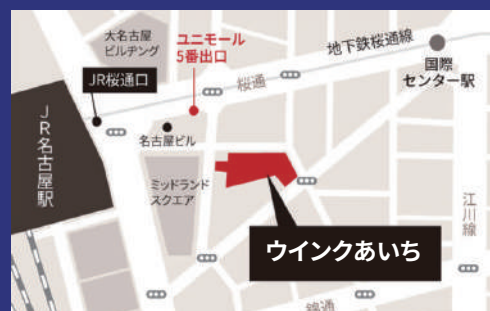 大名古屋
ビルヂング
ユニモール
5番出口
地下鉄桜通線
国際
センター駅
JR桜通口
桜通
JR名古屋駅
名古屋ビル
ミッドランド
スクエア
江川線
ウインクあいち
錦通